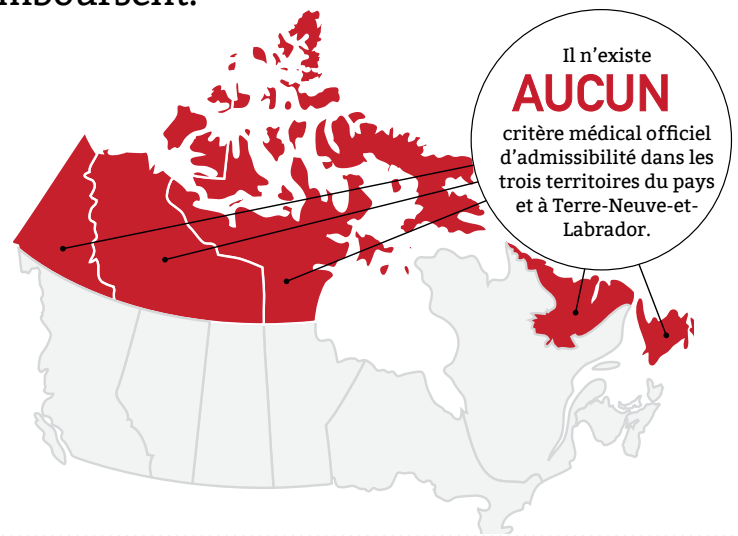 Il n’existe
AUCUN
critère médical officiel
d’admissibilité dans les
trois territoires du pays
et à Terre-Neuve-et-
Labrador.